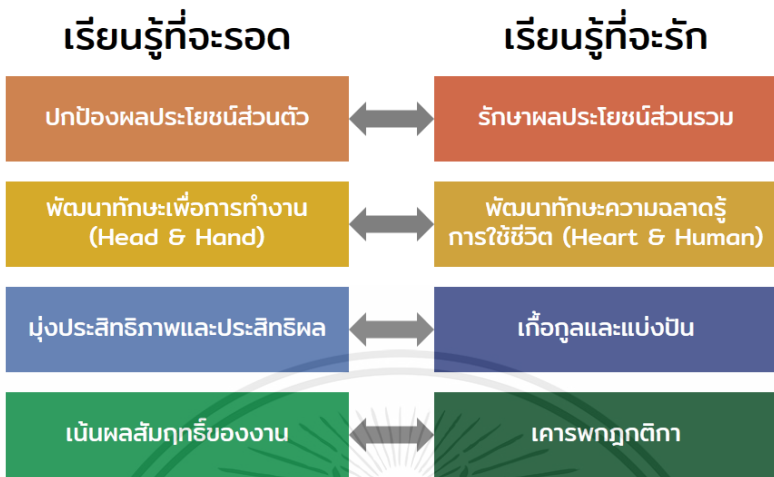 เรียนรู้ที่จะรอด
เรียนรู้ที่จะรัก
ปกป้องผลประโยชน์ส่วนตัว
รักษาผลประโยชน์ส่วนรวม
พัฒนาทักษะเพื่อการทำงาน
(Head & Hand)
พัฒนาทักษะความฉลาดรู้
การใช้ชีวิต (Heart & Human)
มุ่งประสิทธิภาพและประสิทธิผล
เกื้อกูลและแบ่งปัน
เน้นผลสัมฤทธิ์ของงาน
เคารพกฎกติกา